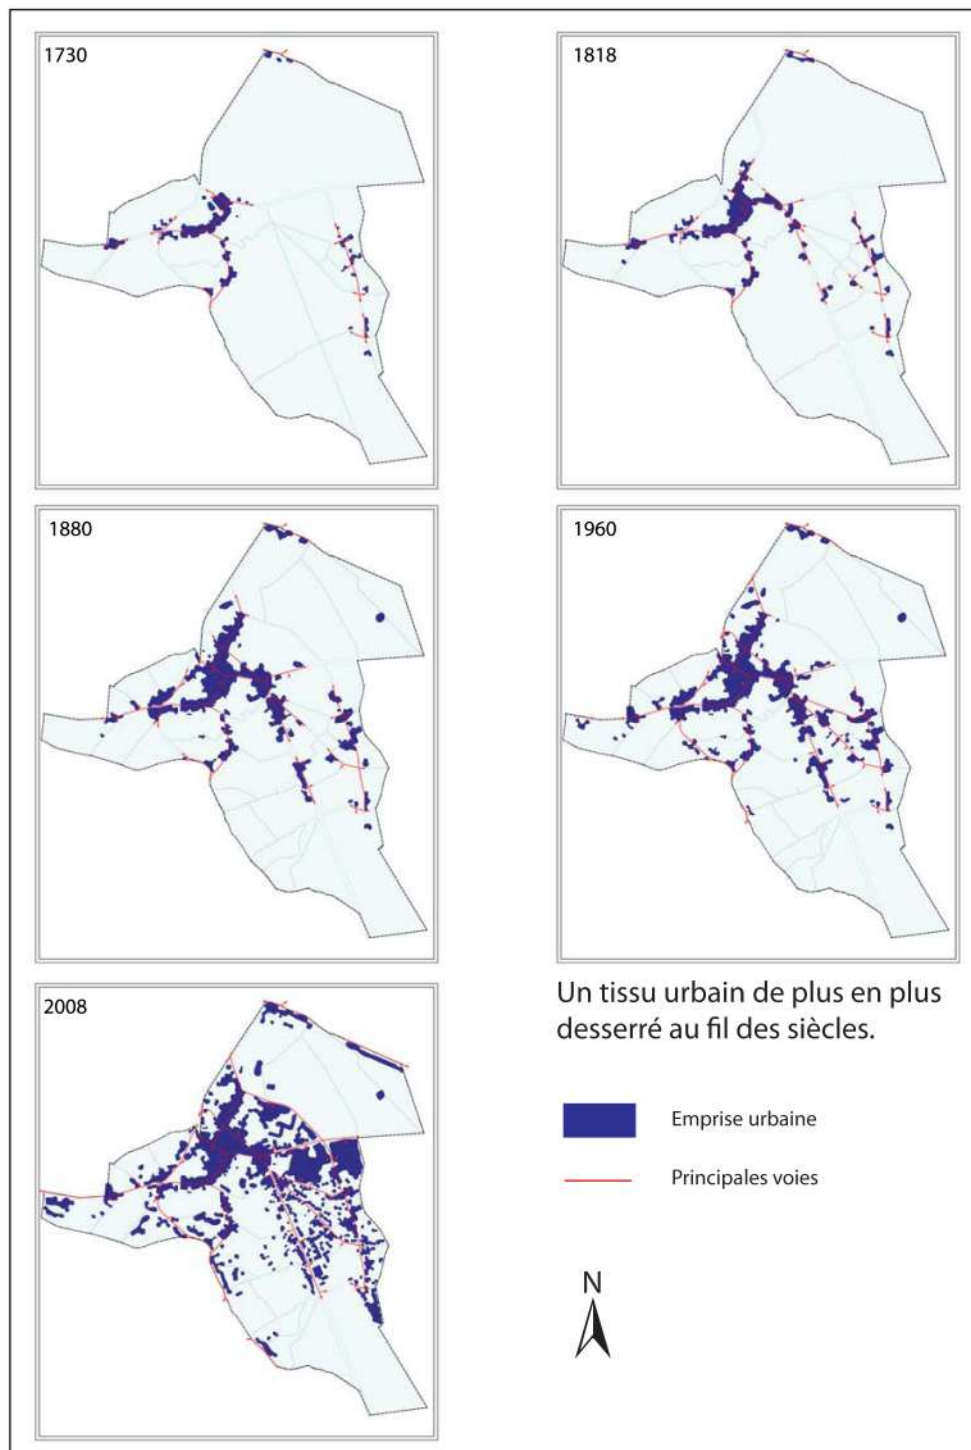 1730
1818
1880
1960
2008
Un tissu urbain de plus en plus
desserré au fil des siècles.
Emprise urbaine
Principales voies
N